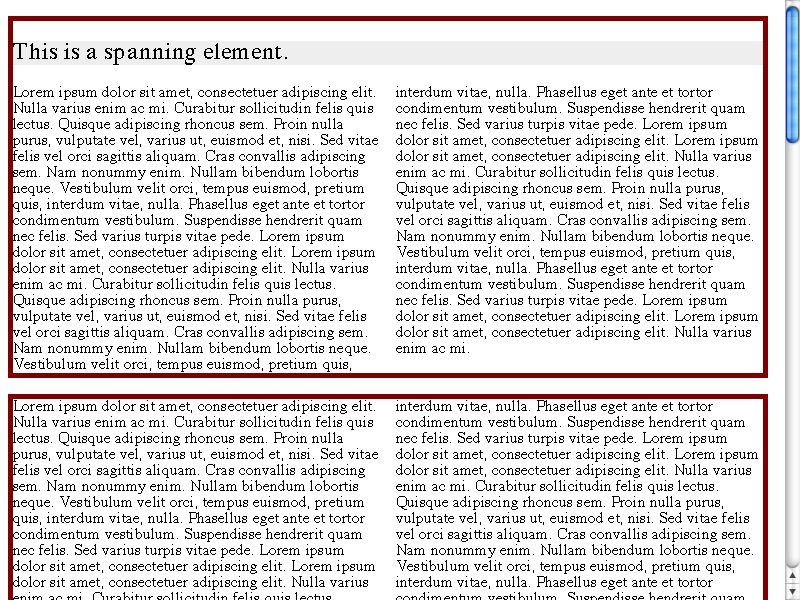 This is a spanning element.
Lorem ipsum dolor sit amet, consectetuer adipiscing elit.
Nulla varius enim ac mi. Curabitur sollicitudin felis quis
lectus. Quisque adipiscing rhoncus sem. Proin nulla
purus, vulputate vel, varius ut, euismod et, nisi. Sed vitae
felis vel orci sagittis aliquam. Cras convallis adipiscing
sem. Nam nonummy enim. Nullam bibendum lobortis
neque. Vestibulum velit orci, tempus euismod, pretium
quis, interdum vitae, nulla. Phasellus eget ante et tortor
condimentum vestibulum. Suspendisse hendrerit quam
nec felis. Sed varius turpis vitae pede. Lorem ipsum
dolor sit amet, consectetuer adipiscing elit. Lorem ipsum
dolor sit amet, consectetuer adipiscing elit. Nulla varius
enim ac mi. Curabitur sollicitudin felis quis lectus.
Quisque adipiscing rhoncus sem. Proin nulla purus,
vulputate vel, varius ut, euismod et, nisi. Sed vitae felis
vel orci sagittis aliquam. Cras convallis adipiscing sem.
Nam nonummy enim. Nullam bibendum lobortis neque.
Vestibulum velit orci, tempus euismod, pretium quis,
interdum vitae, nulla. Phasellus eget ante et tortor
condimentum vestibulum. Suspendisse hendrerit quam
nec felis. Sed varius turpis vitae pede. Lorem ipsum
dolor sit amet, consectetuer adipiscing elit. Lorem ipsum
dolor sit amet, consectetuer adipiscing elit. Nulla varius
enim ac mi. Curabitur sollicitudin felis quis lectus.
Quisque adipiscing rhoncus sem. Proin nulla purus,
vulputate vel, varius ut, euismod et, nisi. Sed vitae felis
vel orci sagittis aliquam. Cras convallis adipiscing sem.
Nam nonummy enim. Nullam bibendum lobortis neque.
Vestibulum velit orci, tempus euismod, pretium quis,
interdum vitae, nulla. Phasellus eget ante et tortor
condimentum vestibulum. Suspendisse hendrerit quam
nec felis. Sed varius turpis vitae pede. Lorem ipsum
dolor sit amet, consectetuer adipiscing elit. Lorem ipsum
dolor sit amet, consectetuer adipiscing elit. Nulla varius
enim ac mi.
Lorem ipsum dolor sit amet, consectetuer adipiscing elit.
Nulla varius enim ac mi. Curabitur sollicitudin felis quis
lectus. Quisque adipiscing rhoncus sem. Proin nulla
purus, vulputate vel, varius ut, euismod et, nisi. Sed vitae
felis vel orci sagittis aliquam. Cras convallis adipiscing
sem. Nam nonummy enim. Nullam bibendum lobortis
neque. Vestibulum velit orci, tempus euismod, pretium
quis, interdum vitae, nulla. Phasellus eget ante et tortor
condimentum vestibulum. Suspendisse hendrerit quam
nec felis. Sed varius turpis vitae pede. Lorem ipsum
dolor sit amet, consectetuer adipiscing elit. Lorem ipsum
dolor sit amet, consectetuer adipiscing elit. Nulla varius
enim ac mi. Curabitur sollicitudin felis quis lectus.
interdum vitae, nulla. Phasellus eget ante et tortor
condimentum vestibulum. Suspendisse hendrerit quam
nec felis. Sed varius turpis vitae pede. Lorem ipsum
dolor sit amet, consectetuer adipiscing elit. Lorem ipsum
dolor sit amet, consectetuer adipiscing elit. Nulla varius
enim ac mi. Curabitur sollicitudin felis quis lectus.
Quisque adipiscing rhoncus sem. Proin nulla purus,
vulputate vel, varius ut, euismod et, nisi. Sed vitae felis
vel orci sagittis aliquam. Cras convallis adipiscing sem.
Nam nonummy enim. Nullam bibendum lobortis neque.
Vestibulum velit orci, tempus euismod, pretium quis,
interdum vitae, nulla. Phasellus eget ante et tortor
condimentum vestibulum. Suspendisse hendrerit quam